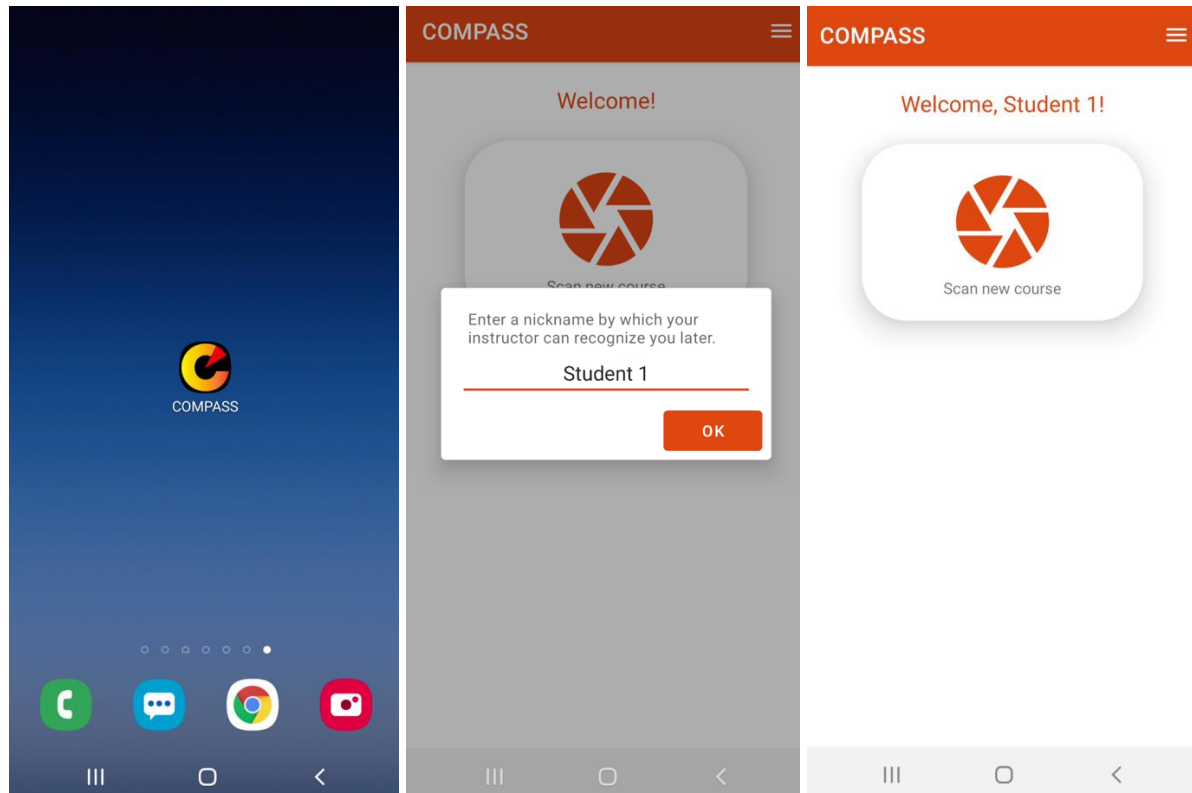 COMPASS
COMPASS
Welcome!
Scan new course
Enter a nickname by which your
instructor can recognize you later.
Student 1
OK
COMPASS
Welcome, Student 1!
Scan new course